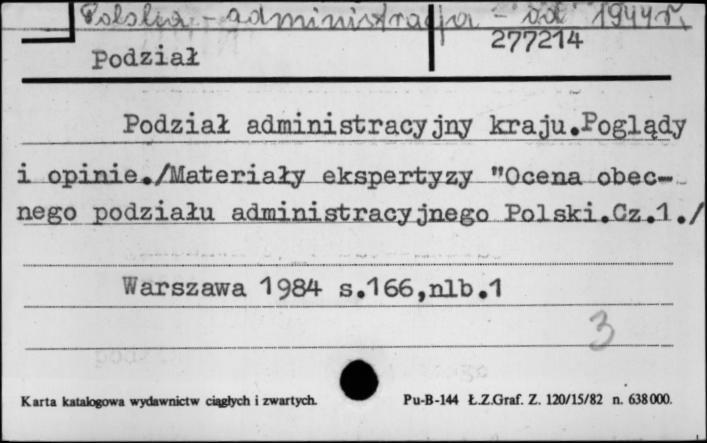 Polska - administracja - od 1944 r.
277214
Podział
Podział administracyjny kraju.Poglądy
i opinie./Materiały ekspertyzy "Ocena obec-
nego podziału administracyjnego Polski.Cz.1./
Warszawa 1984 s.166,nlb.1
3
Karta katalogowa wydawnictw ciągłych i zwartych.
Pu-B-144 Ł.Z.Graf. Z. 120/15/82 n. 638000.